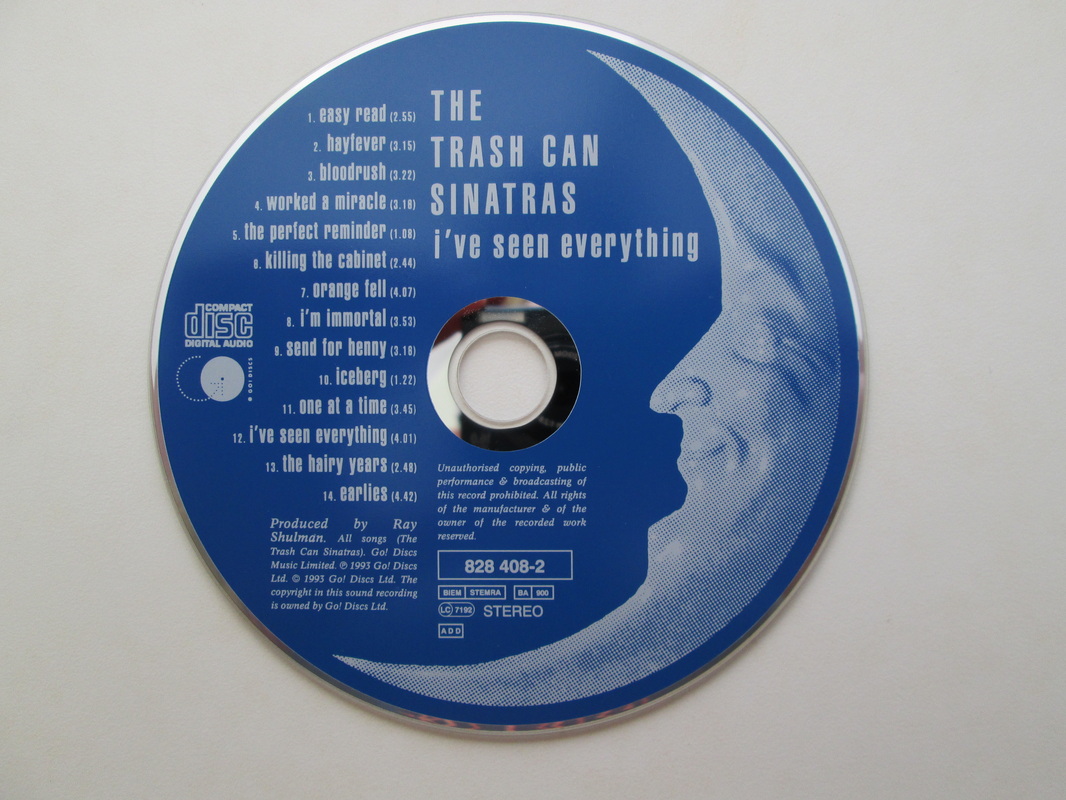 THE
TRASH CAN
SINATRAS
i've seen everything
1. easy read (2.55)
2. hayfever (3.15)
3. bloodrush (3.22)
4. worked a miracle (3.16)
5. the perfect reminder (1.08)
6. killing the cabinet (2.44)
7. orange fell (4.07)
8. i'm immortal (3.53)
9. send for henny (3.16)
10. iceberg (1.22)
11. one at a time (3.45)
12. i've seen everything (4.01)
13. the hairy years (2.48)
14. earlies (4.42)
COMPACT
disc
DIGITAL AUDIO
GO! DISCS
Produced by Ray
Shulman. All songs (The
Trash Can Sinatras). Go! Discs
Music Limited. ℗ 1993 Go! Discs
Ltd. © 1993 Go! Discs Ltd. The
copyright in this sound recording
is owned by Go! Discs Ltd.
Unauthorised copying, public
performance & broadcasting of
this record prohibited. All rights
of the manufacturer & of the
owner of the recorded work
reserved.
828 408-2
BIEM STEMRA BA 900
LC 7192 STEREO
ADD